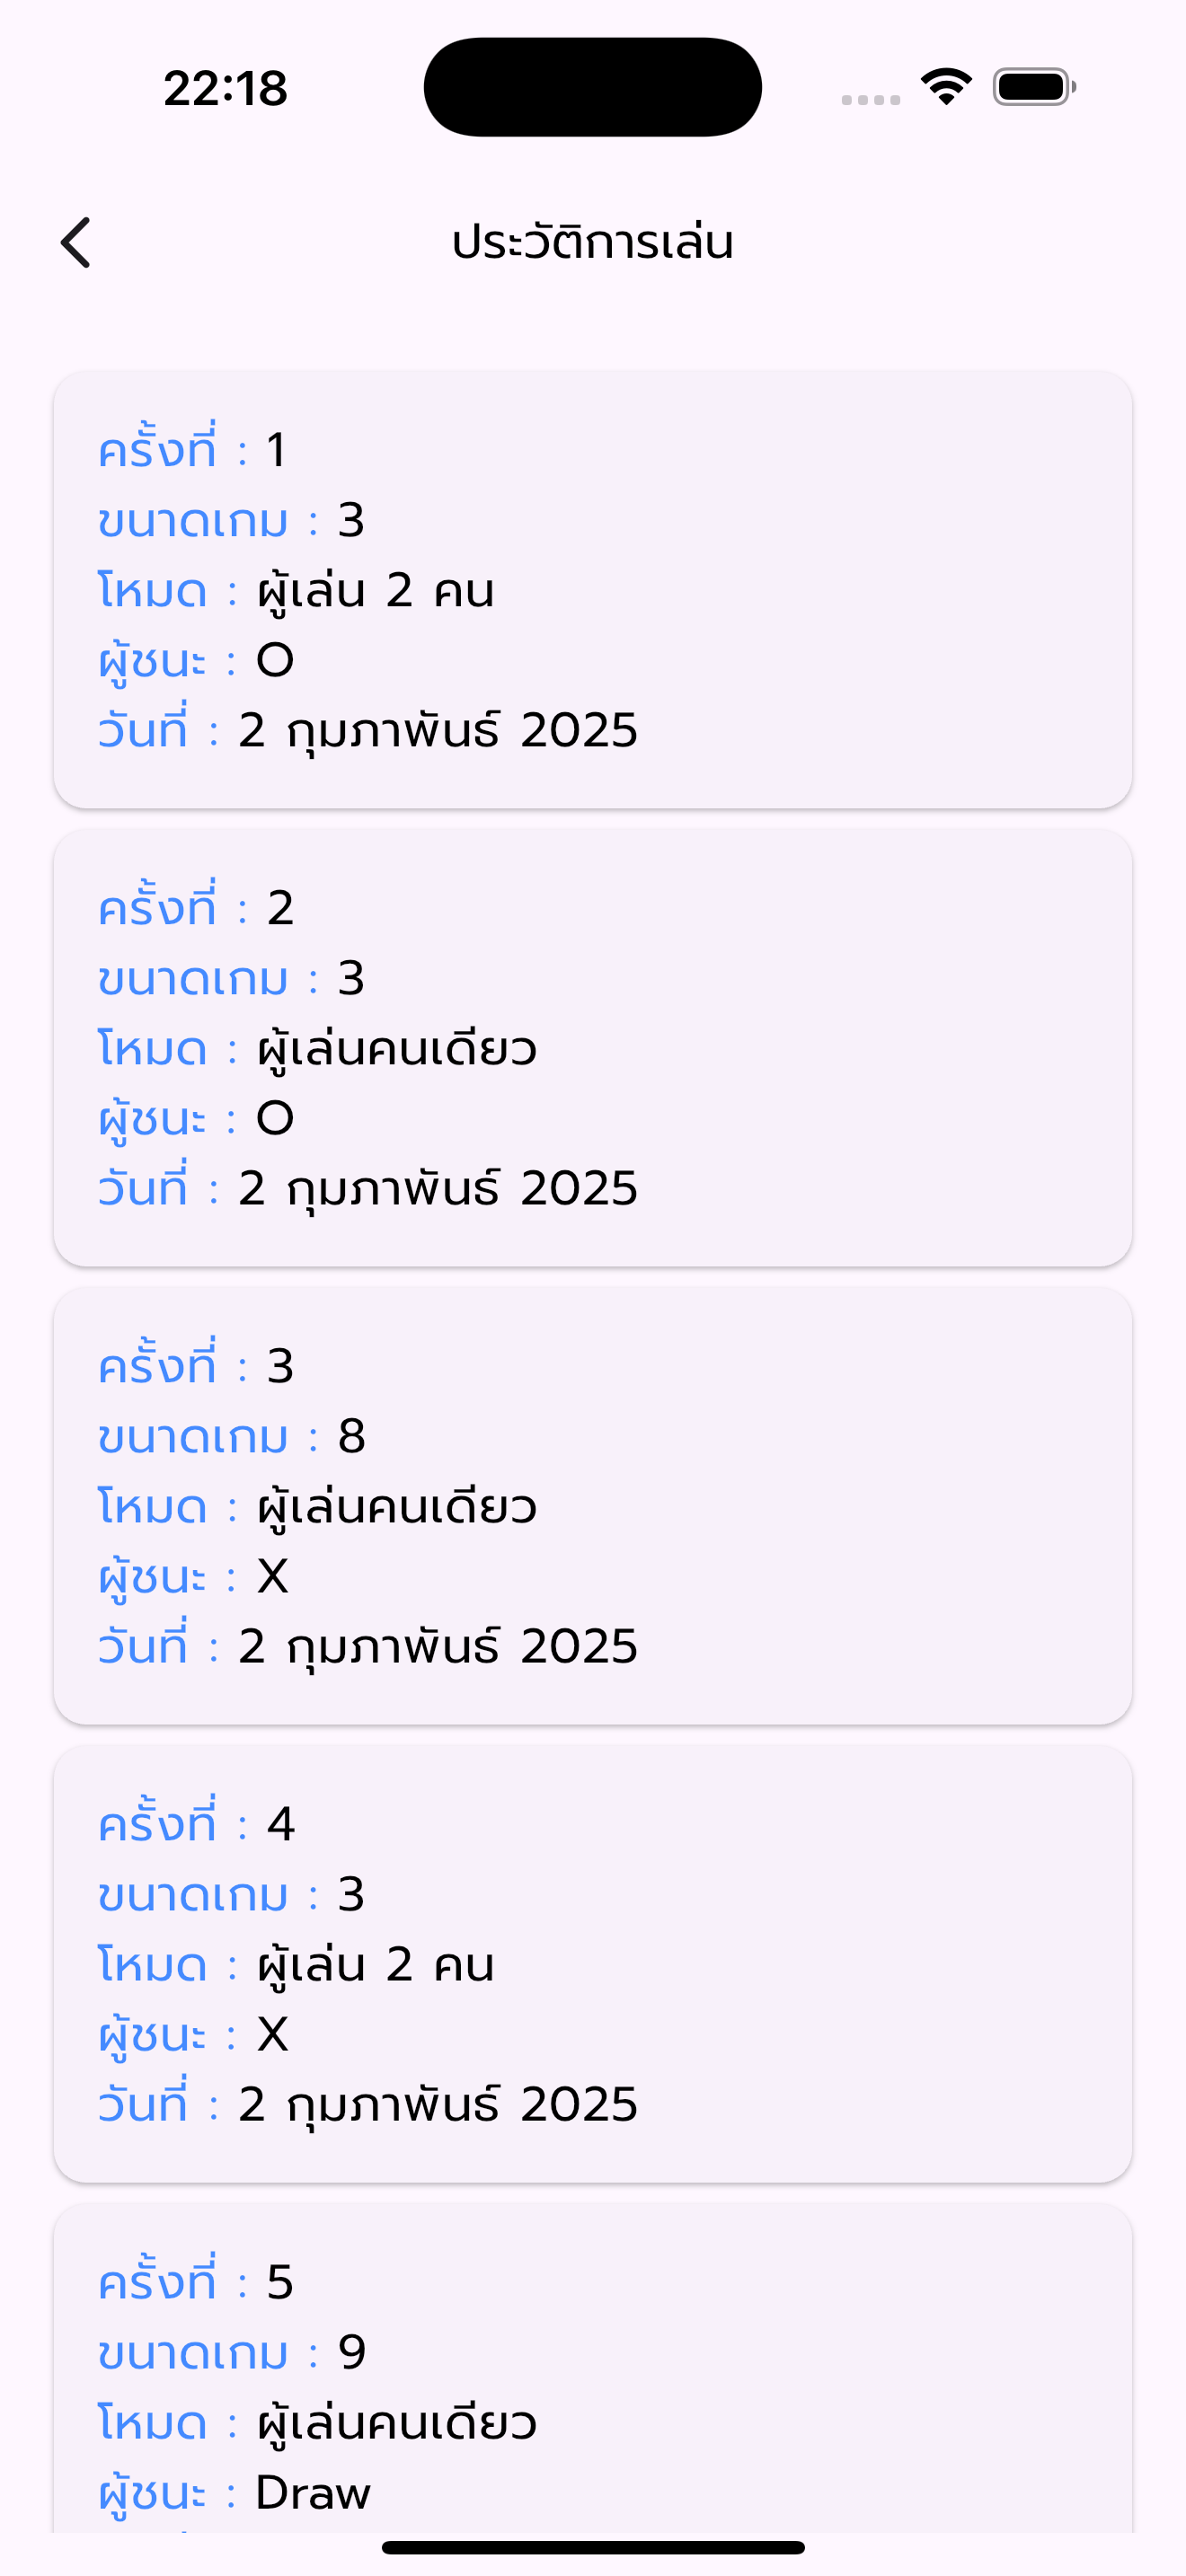 22:18
ประวัติการเล่น
ครั้งที่ : 1
ขนาดเกม : 3
โหมด : ผู้เล่น 2 คน
ผู้ชนะ : O
วันที่ : 2 กุมภาพันธ์ 2025
ครั้งที่ : 2
ขนาดเกม : 3
โหมด : ผู้เล่นคนเดียว
ผู้ชนะ : O
วันที่ : 2 กุมภาพันธ์ 2025
ครั้งที่ : 3
ขนาดเกม : 8
โหมด : ผู้เล่นคนเดียว
ผู้ชนะ : X
วันที่ : 2 กุมภาพันธ์ 2025
ครั้งที่ : 4
ขนาดเกม : 3
โหมด : ผู้เล่น 2 คน
ผู้ชนะ : X
วันที่ : 2 กุมภาพันธ์ 2025
ครั้งที่ : 5
ขนาดเกม : 9
โหมด : ผู้เล่นคนเดียว
ผู้ชนะ : Draw